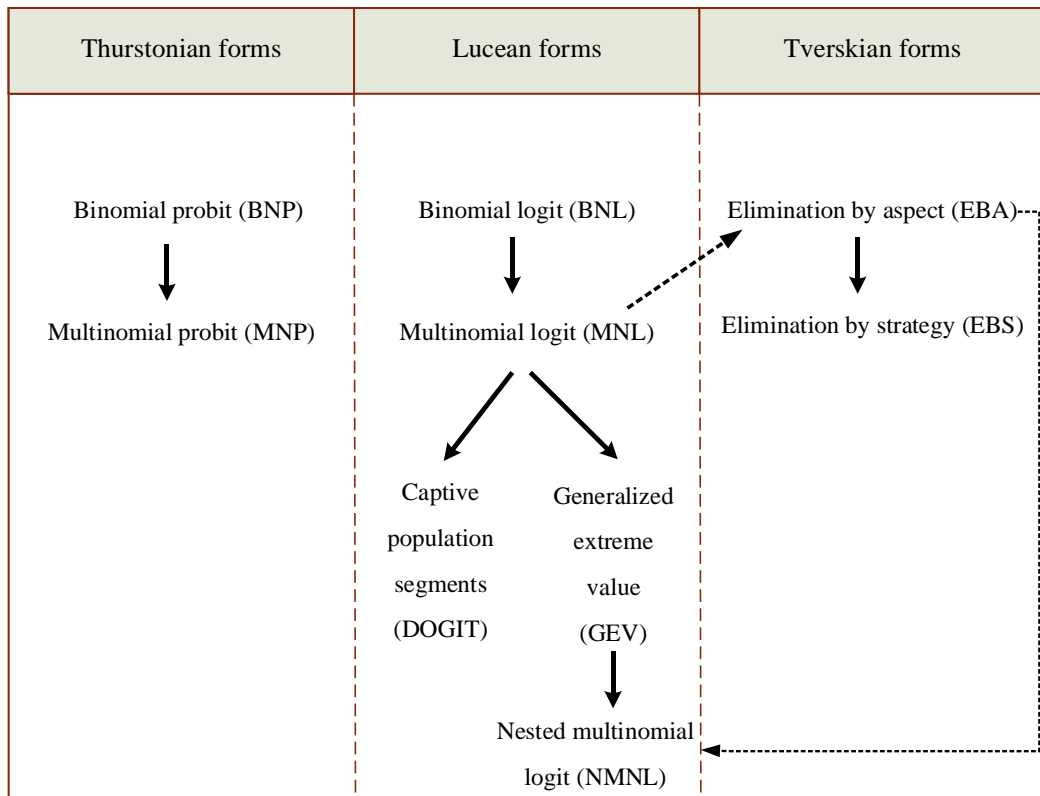 Thurstonian forms
Lucean forms
Tverskian forms
Binomial probit (BNP)
Binomial logit (BNL)
Elimination by aspect (EBA)
Multinomial probit (MNP)
Multinomial logit (MNL)
Elimination by strategy (EBS)
Captive
population
segments
(DOGIT)
Generalized
extreme
value
(GEV)
Nested multinomial
logit (NMNL)